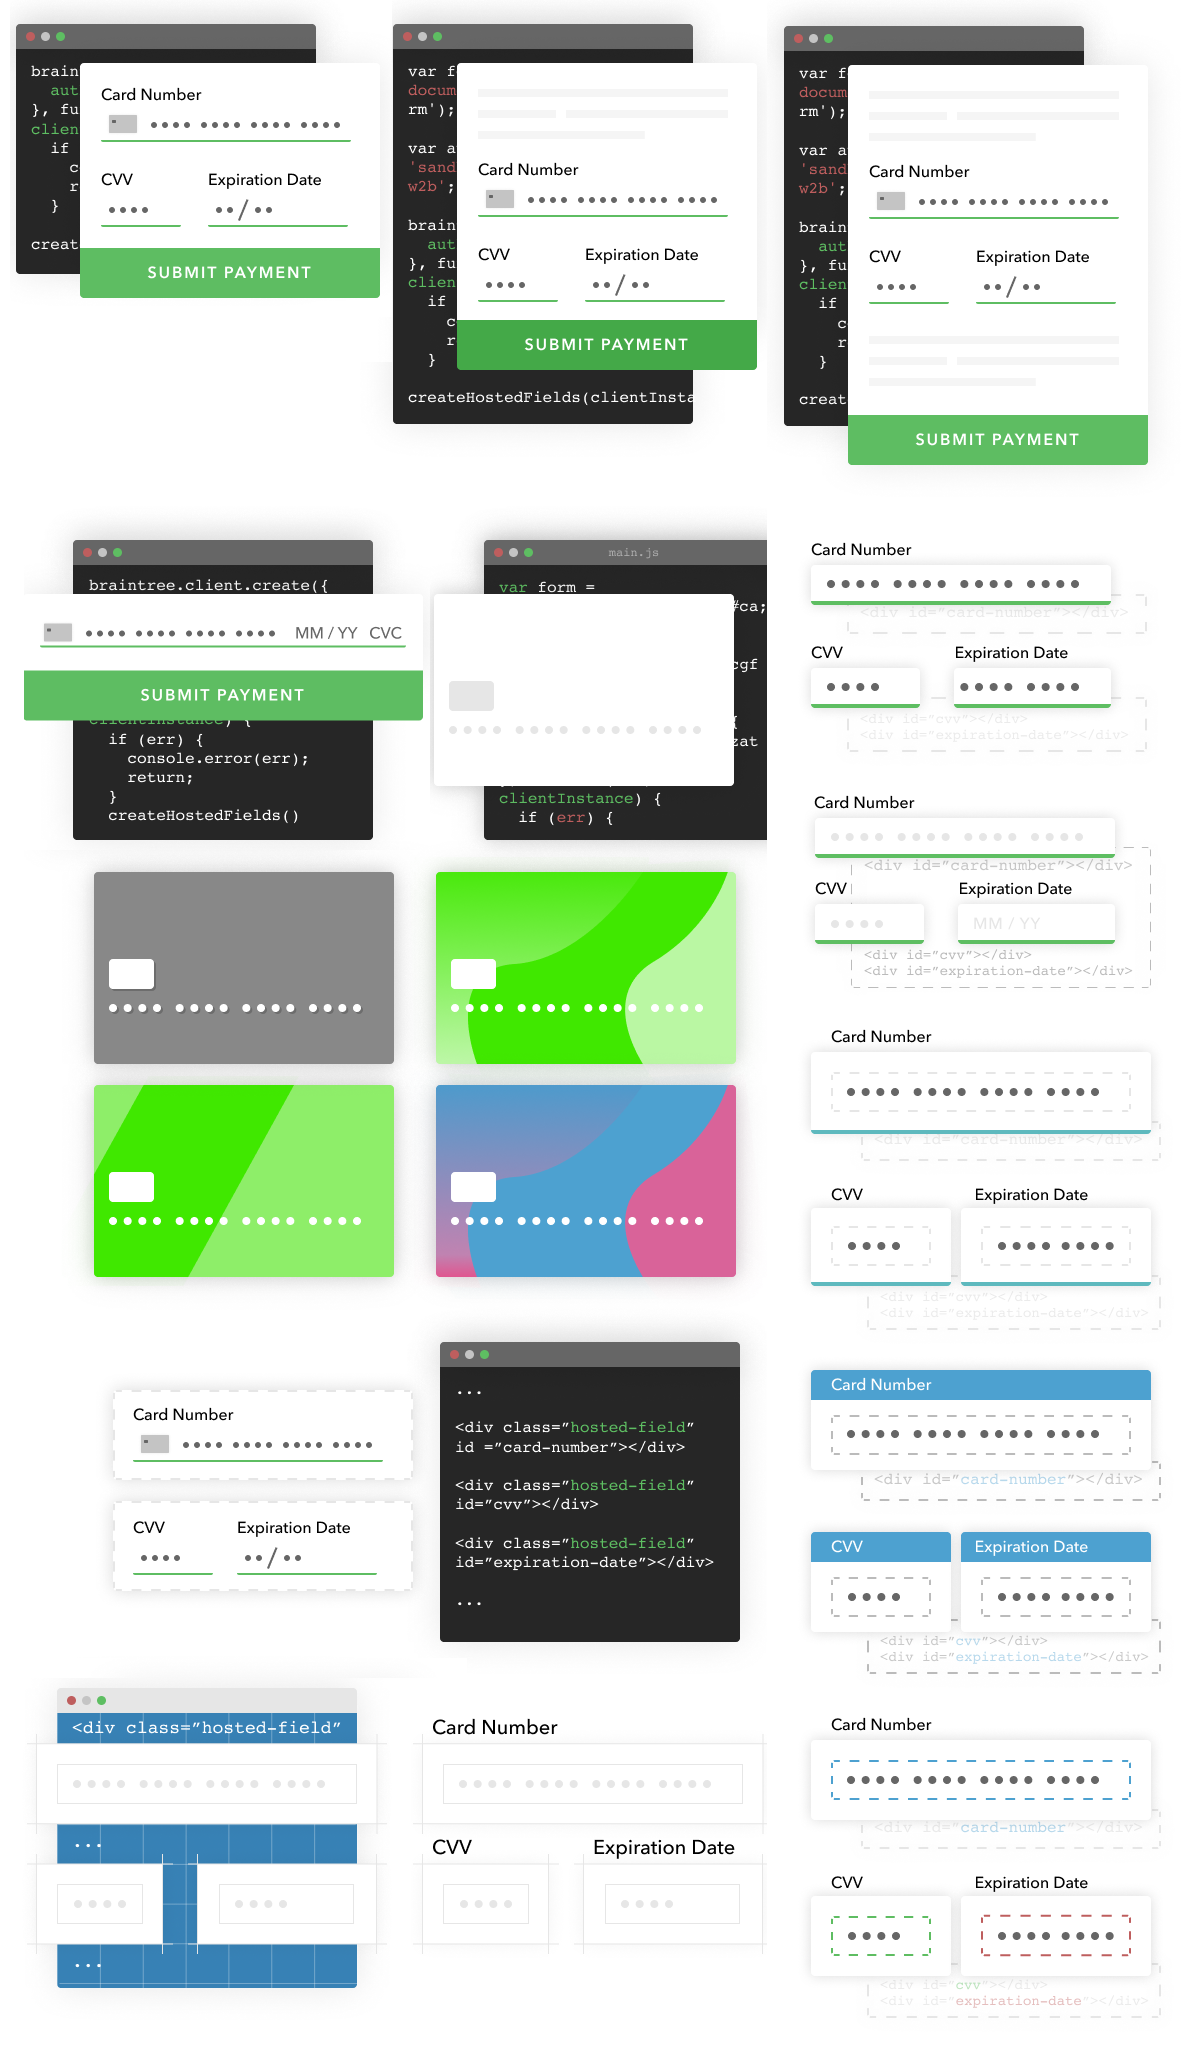 brain
aut
}, fu
client
if
c
r
}
creat
Card Number
CVV Expiration Date
SUBMIT PAYMENT
var f
docum
rm');
var a
'sand
w2b';
brain
aut
}, fu
clien
if
c
r
}
createHostedFields(clientInsta
Card Number
CVV Expiration Date
SUBMIT PAYMENT
var f
docum
rm');
var a
'sand
w2b';
brain
aut
}, fu
clien
if
c
r
}
creat
Card Number
CVV Expiration Date
SUBMIT PAYMENT
braintree.client.create({
MM / YY CVC
SUBMIT PAYMENT
clientInstance) {
if (err) {
console.error(err);
return;
}
createHostedFields()
main.js
var form =
#ca;
cgf
{
zat
clientInstance) {
if (err) {
Card Number
<div id="card-number"></div>
CVV Expiration Date
<div id="cvv"></div>
<div id="expiration-date"></div>
Card Number
<div id="card-number"></div>
CVV Expiration Date
MM / YY
<div id="cvv"></div>
<div id="expiration-date"></div>
Card Number
<div id="card-number"></div>
CVV Expiration Date
<div id="cvv"></div>
<div id="expiration-date"></div>
Card Number
CVV Expiration Date
...
<div class="hosted-field"
id ="card-number"></div>
<div class="hosted-field"
id="cvv"></div>
<div class="hosted-field"
id="expiration-date"></div>
...
Card Number
<div id="card-number"></div>
CVV Expiration Date
<div id="cvv"></div>
<div id="expiration-date"></div>
<div class="hosted-field"
...
...
Card Number
CVV Expiration Date
Card Number
<div id="card-number"></div>
CVV Expiration Date
<div id="cvv"></div>
<div id="expiration-date"></div>